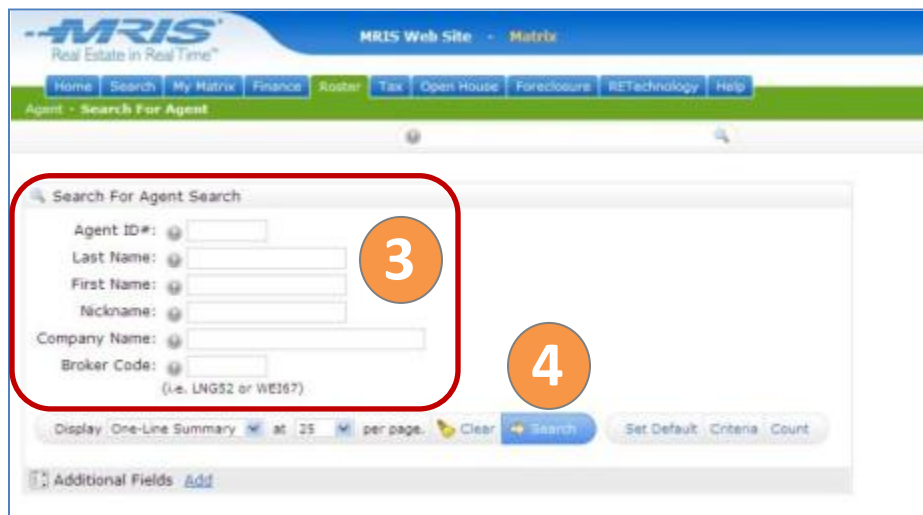 MRIS
Real Estate in Real Time™
MRIS Web Site - Matrix
Home Search My Matrix Finance Roster Tax Open House Foreclosure RETechnology Help
Agent - Search For Agent
Search For Agent Search
Agent ID#:
Last Name:
First Name:
Nickname:
Company Name:
Broker Code:
(i.e. LNG52 or WEI67)
3
4
Display One-Line Summary at 25 per page. Clear Search Set Default Criteria Count
Additional Fields Add